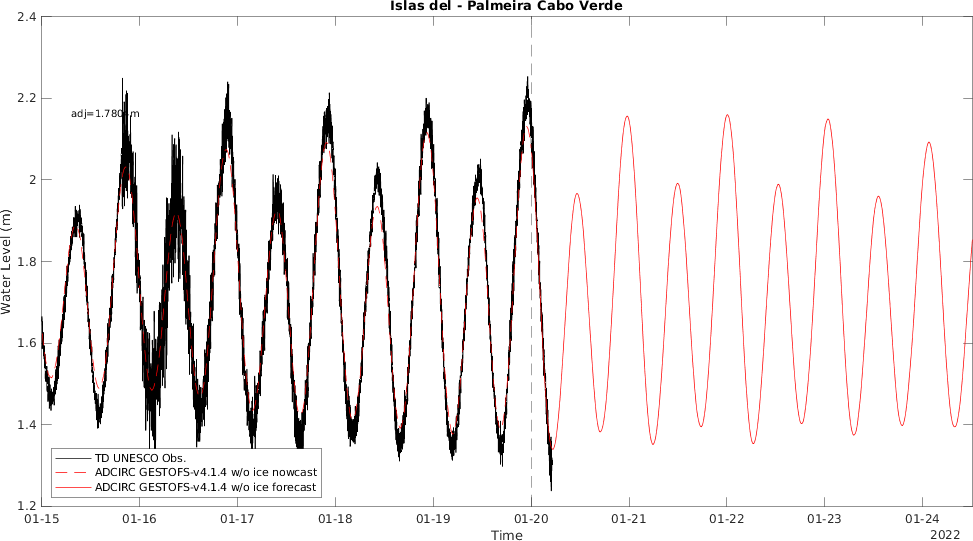 Islas del - Palmeira Cabo Verde
Water Level (m)
2.4
2.2
2
1.8
1.6
1.4
1.2
TD UNESCO Obs.
ADCIRC GESTOFS-v4.1.4 w/o ice nowcast
ADCIRC GESTOFS-v4.1.4 w/o ice forecast
01-15 01-16 01-17 01-18 01-19 01-20 01-21 01-22 01-23 01-24
Time
2022